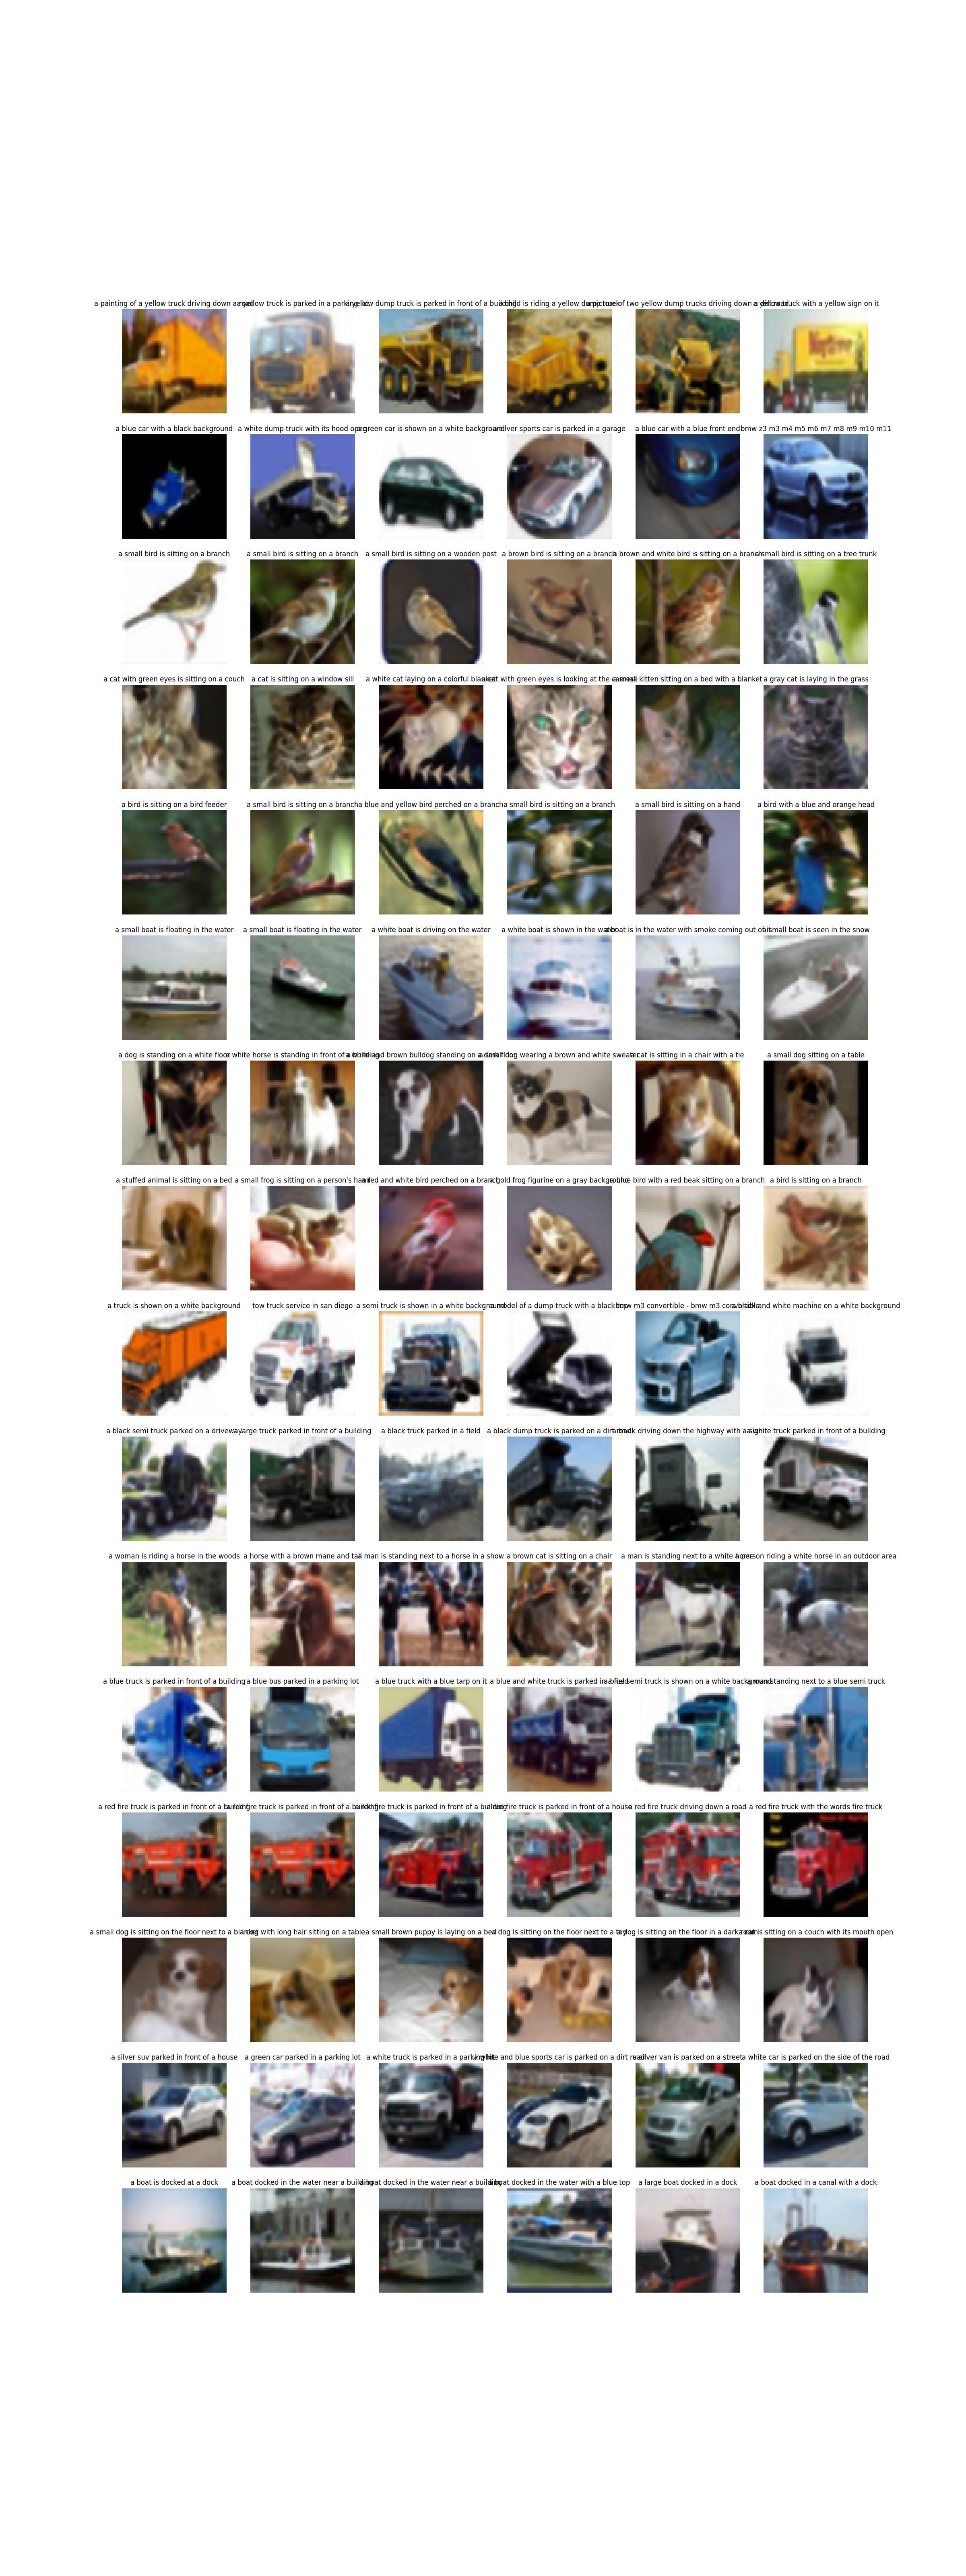 a painting of a yellow truck driving down a road
a yellow truck is parked in a parking lot
a yellow dump truck is parked in front of a building
a child is riding a yellow dump truck
a picture of two yellow dump trucks driving down a dirt road
a yellow truck with a yellow sign on it
a blue car with a black background
a white dump truck with its hood open
a green car is shown on a white background
a silver sports car is parked in a garage
a blue car with a blue front end
bmw z3 m3 m4 m5 m6 m7 m8 m9 m10 m11
a small bird is sitting on a branch
a small bird is sitting on a branch
a small bird is sitting on a wooden post
a brown bird is sitting on a branch
a brown and white bird is sitting on a branch
a small bird is sitting on a tree trunk
a cat with green eyes is sitting on a couch
a cat is sitting on a window sill
a white cat laying on a colorful blanket
a cat with green eyes is looking at the camera
a small kitten sitting on a bed with a blanket
a gray cat is laying in the grass
a bird is sitting on a bird feeder
a small bird is sitting on a branch
a blue and yellow bird perched on a branch
a small bird is sitting on a branch
a small bird is sitting on a hand
a bird with a blue and orange head
a small boat is floating in the water
a small boat is floating in the water
a white boat is driving on the water
a white boat is shown in the water
a boat is in the water with smoke coming out of it
a small boat is seen in the snow
a dog is standing on a white floor
a white horse is standing in front of a building
a white and brown bulldog standing on a dark floor
a small dog wearing a brown and white sweater
a cat is sitting in a chair with a tie
a small dog sitting on a table
a stuffed animal is sitting on a bed
a small frog is sitting on a person's hand
a red and white bird perched on a branch
a gold frog figurine on a gray background
a blue bird with a red beak sitting on a branch
a bird is sitting on a branch
a truck is shown on a white background
tow truck service in san diego
a semi truck is shown in a white background
a model of a dump truck with a black top
bmw m3 convertible - bmw m3 convertible
a black and white machine on a white background
a black semi truck parked on a driveway
a large truck parked in front of a building
a black truck parked in a field
a black dump truck is parked on a dirt road
a truck driving down the highway with a sign
a white truck parked in front of a building
a woman is riding a horse in the woods
a horse with a brown mane and tail
a man is standing next to a horse in a show
a brown cat is sitting on a chair
a man is standing next to a white horse
a person riding a white horse in an outdoor area
a blue truck is parked in front of a building
a blue bus parked in a parking lot
a blue truck with a blue tarp on it
a blue and white truck is parked in a field
a blue semi truck is shown on a white background
a man standing next to a blue semi truck
a red fire truck is parked in front of a building
a red fire truck is parked in front of a building
a red fire truck is parked in front of a building
a red fire truck is parked in front of a house
a red fire truck driving down a road
a red fire truck with the words fire truck
a small dog is sitting on the floor next to a blanket
a dog with long hair sitting on a table
a small brown puppy is laying on a bed
a dog is sitting on the floor next to a toy
a dog is sitting on the floor in a dark room
a cat is sitting on a couch with its mouth open
a silver suv parked in front of a house
a green car parked in a parking lot
a white truck is parked in a parking lot
a white and blue sports car is parked on a dirt road
a silver van is parked on a street
a white car is parked on the side of the road
a boat is docked at a dock
a boat docked in the water near a building
a boat docked in the water near a building
a boat docked in the water with a blue top
a large boat docked in a dock
a boat docked in a canal with a dock